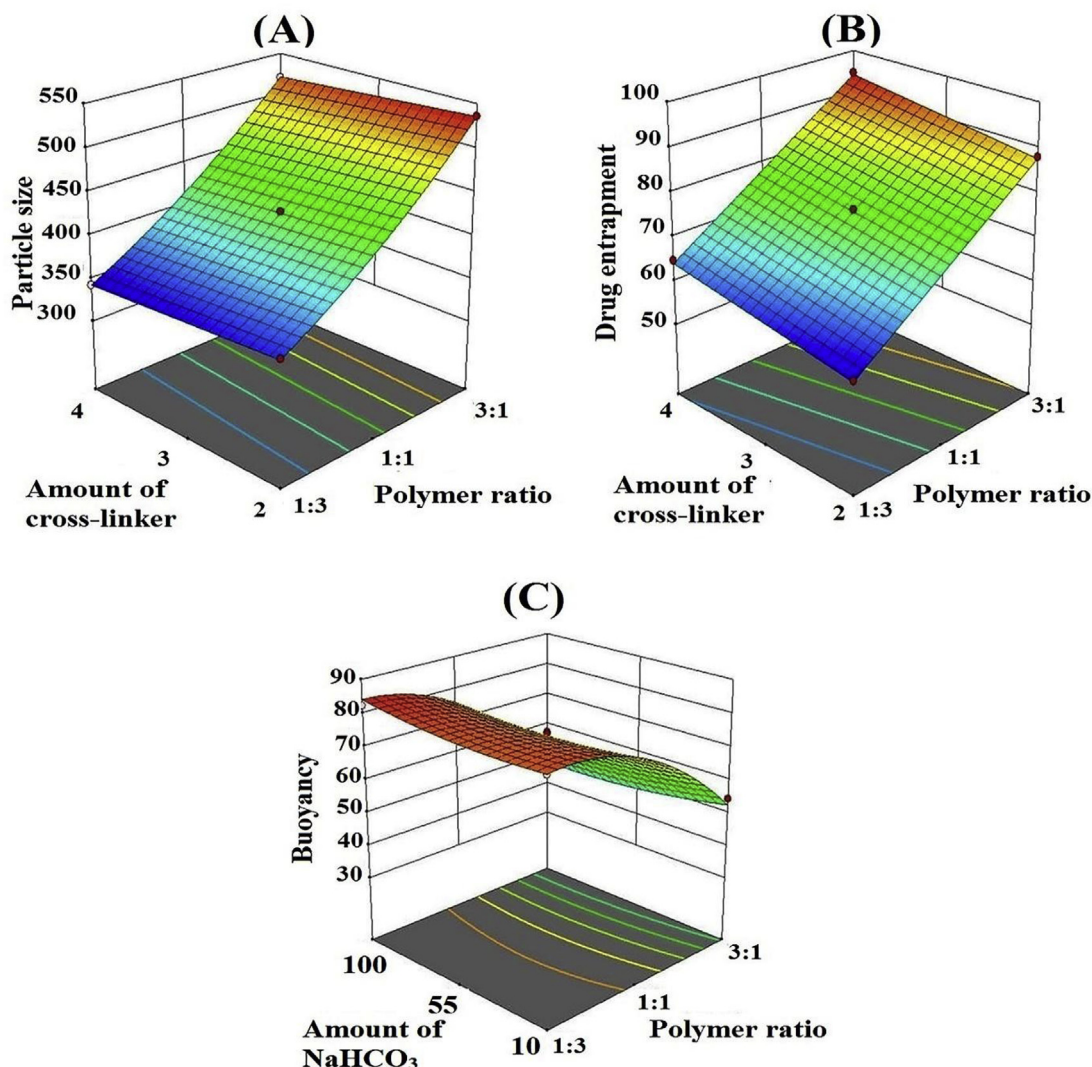 (A)
550
500
450
400
350
300
Particle size
4
3
2
Amount of
cross-linker
1:3
1:1
3:1
Polymer ratio
(B)
100
90
80
70
60
50
Drug entrapment
4
3
2
Amount of
cross-linker
1:3
1:1
3:1
Polymer ratio
(C)
90
80
70
60
50
40
30
Buoyancy
100
55
10
Amount of
NaHCO₃
1:3
1:1
3:1
Polymer ratio